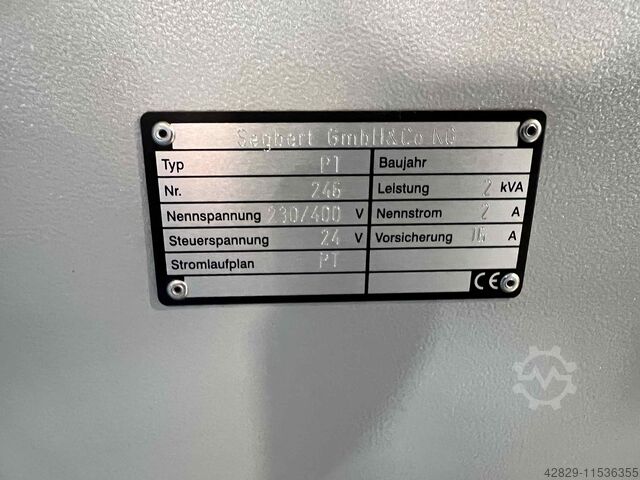 Segbert GmbH&Co KG
Typ PT Baujahr
Nr. 246 Leistung 2 kVA
Nennspannung 230/400 V Nennstrom 2 A
Steuerspannung 24 V Vorsicherung 16 A
Stromlaufplan PT
CE
42829-11536355